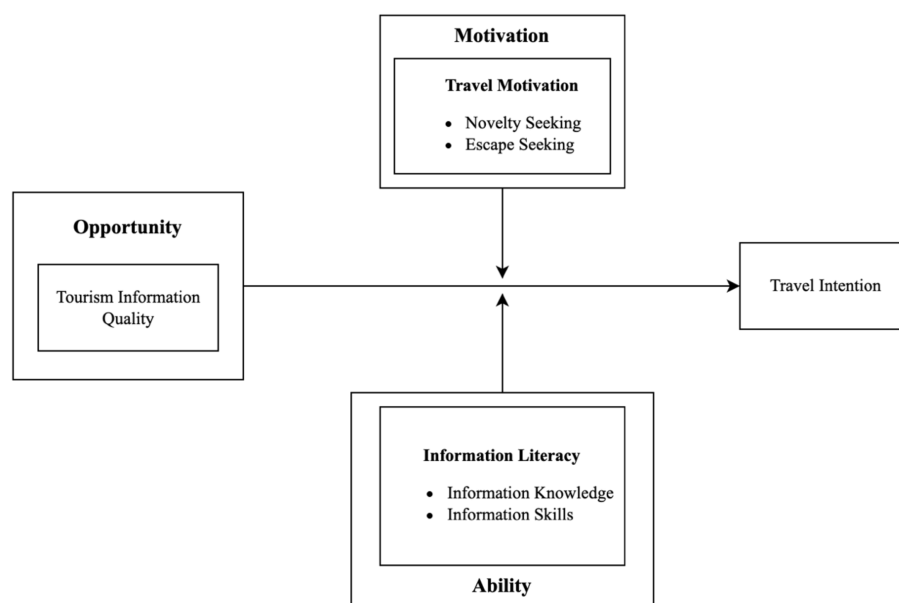 Motivation
Travel Motivation
• Novelty Seeking
• Escape Seeking
Opportunity
Tourism Information
Quality
Travel Intention
Information Literacy
• Information Knowledge
• Information Skills
Ability